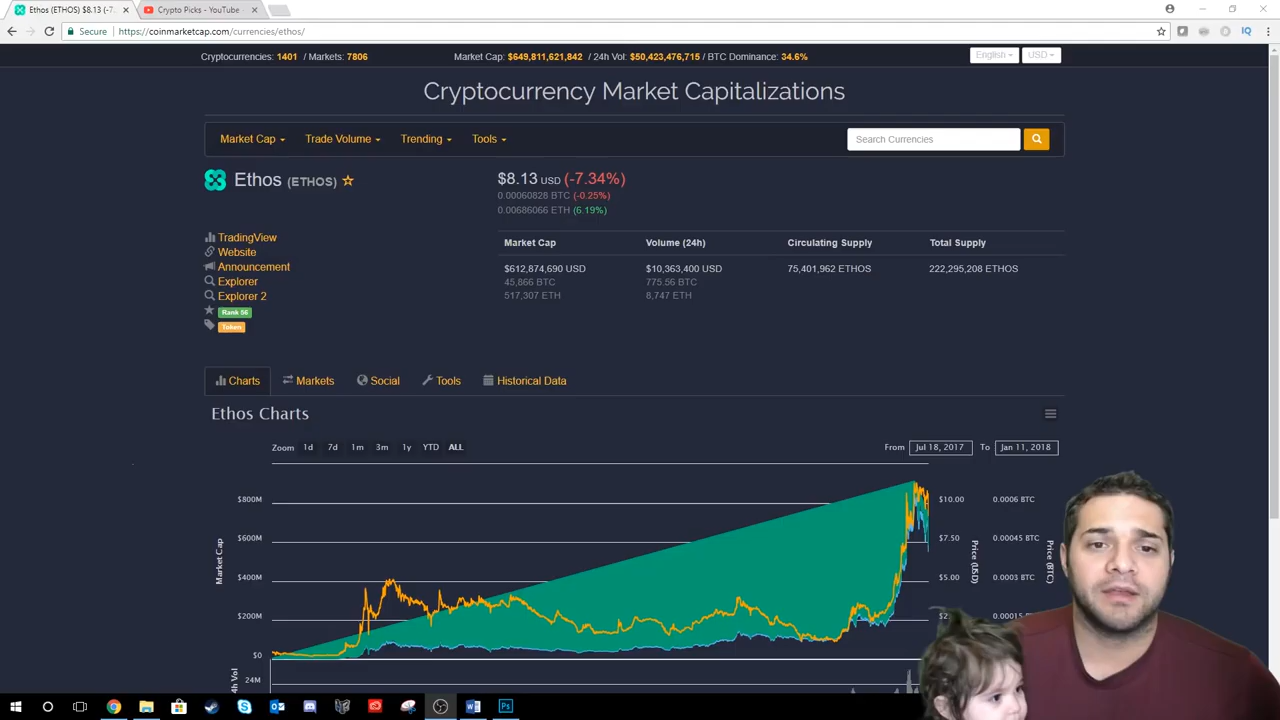 Ethos (ETHOS) $8.13 (-7. Crypto Picks - YouTube
Secure https://coinmarketcap.com/currencies/ethos/
Cryptocurrencies: 1401 / Markets: 7806 Market Cap: $649,811,621,842 / 24h Vol: $50,423,476,715 / BTC Dominance: 34.6% English USD
Cryptocurrency Market Capitalizations
Market Cap Trade Volume Trending Tools Search Currencies
Ethos (ETHOS) $8.13 USD (-7.34%)
0.00060828 BTC (-0.25%)
0.00686066 ETH (6.19%)
TradingView
Website
Announcement
Explorer
Explorer 2
Rank 56
Token
Market Cap Volume (24h) Circulating Supply Total Supply
$612,874,690 USD $10,363,400 USD 75,401,962 ETHOS 222,295,208 ETHOS
45,866 BTC 775.56 BTC
517,307 ETH 8,747 ETH
Charts Markets Social Tools Historical Data
Ethos Charts
Zoom 1d 7d 1m 3m 1y YTD ALL From Jul 18, 2017 To Jan 11, 2018
$800M $10.00 0.0006 BTC
$600M $7.50 0.00045 BTC
$400M $5.00 0.0003 BTC
$200M 0.00015
$0
24M
Market Cap
Price (USD)
Price (BTC)
4h Vol